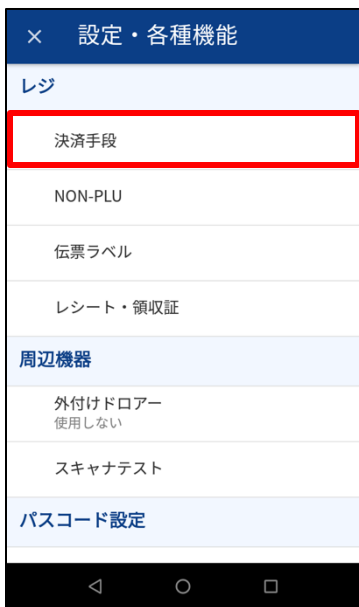 × 設定・各種機能
レジ
決済手段
NON-PLU
伝票ラベル
レシート・領収証
周辺機器
外付けドロアー
使用しない
スキャナテスト
パスコード設定